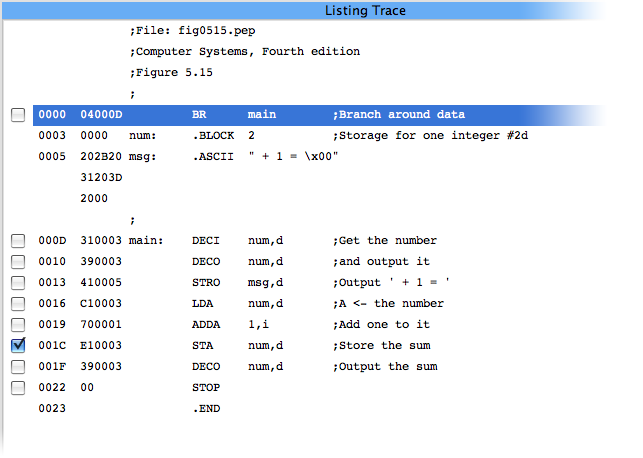 Listing Trace
;File: fig0515.pep
;Computer Systems, Fourth edition
;Figure 5.15
;
0000 04000D BR main ;Branch around data
0003 0000 num: .BLOCK 2 ;Storage for one integer #2d
0005 202B20 msg: .ASCII " + 1 = \x00"
31203D
2000
;
000D 310003 main: DECI num,d ;Get the number
0010 390003 DECO num,d ;and output it
0013 410005 STRO msg,d ;Output ' + 1 = '
0016 C10003 LDA num,d ;A <- the number
0019 700001 ADDA 1,i ;Add one to it
001C E10003 STA num,d ;Store the sum
001F 390003 DECO num,d ;Output the sum
0022 00 STOP
0023 .END